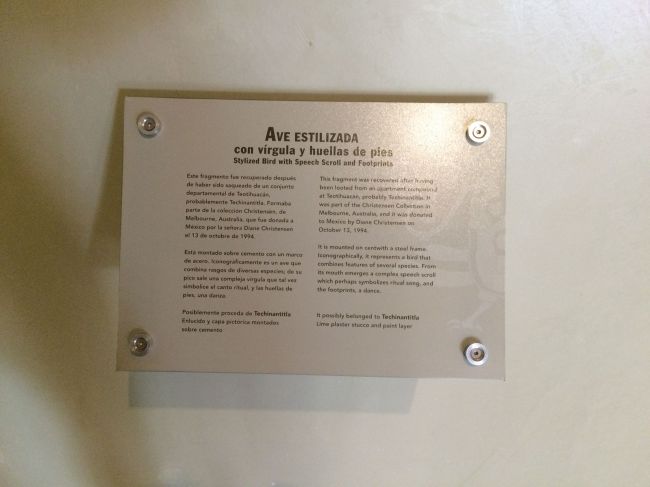 AVE ESTILIZADA
con vírgula y huellas de pies
Stylized Bird with Speech Scroll and Footprints
Este fragmento fue recuperado después
de haber sido saqueado de un conjunto
departamental de Teotihuacán,
probablemente Techinantitla. Formaba
parte de la colección Christensen, de
Melbourne, Australia, que fue donada a
México por la señora Diane Christensen
el 13 de octubre de 1994.
Esta montado sobre cemento con un marco
de acero. Iconográficamente es un ave que
combina rasgos de diversas especies; de su
pico sale una compleja vírgula que tal vez
simbolice el canto ritual, y las huellas de
pies, una danza.
Posiblemente proceda de Techinantitla
Enlucido y capa pictórica montados
sobre cemento
This fragment was recovered after having
been looted from an apartment compound
at Teotihuacán, probably Techinantitla. It
was part of the Christensen Collection in
Melbourne, Australia, and it was donated
to México by Diane Christensen on
October 13, 1994.
It is mounted on centwith a steel frame.
Iconographically, it represents a bird that
combines features of several species. From
its mouth emerges a complex speech scroll
which perhaps symbolizes ritual song, and
the footprints, a dance.
It possibly belonged to Techinantitla
Lime plaster stucco and paint layer